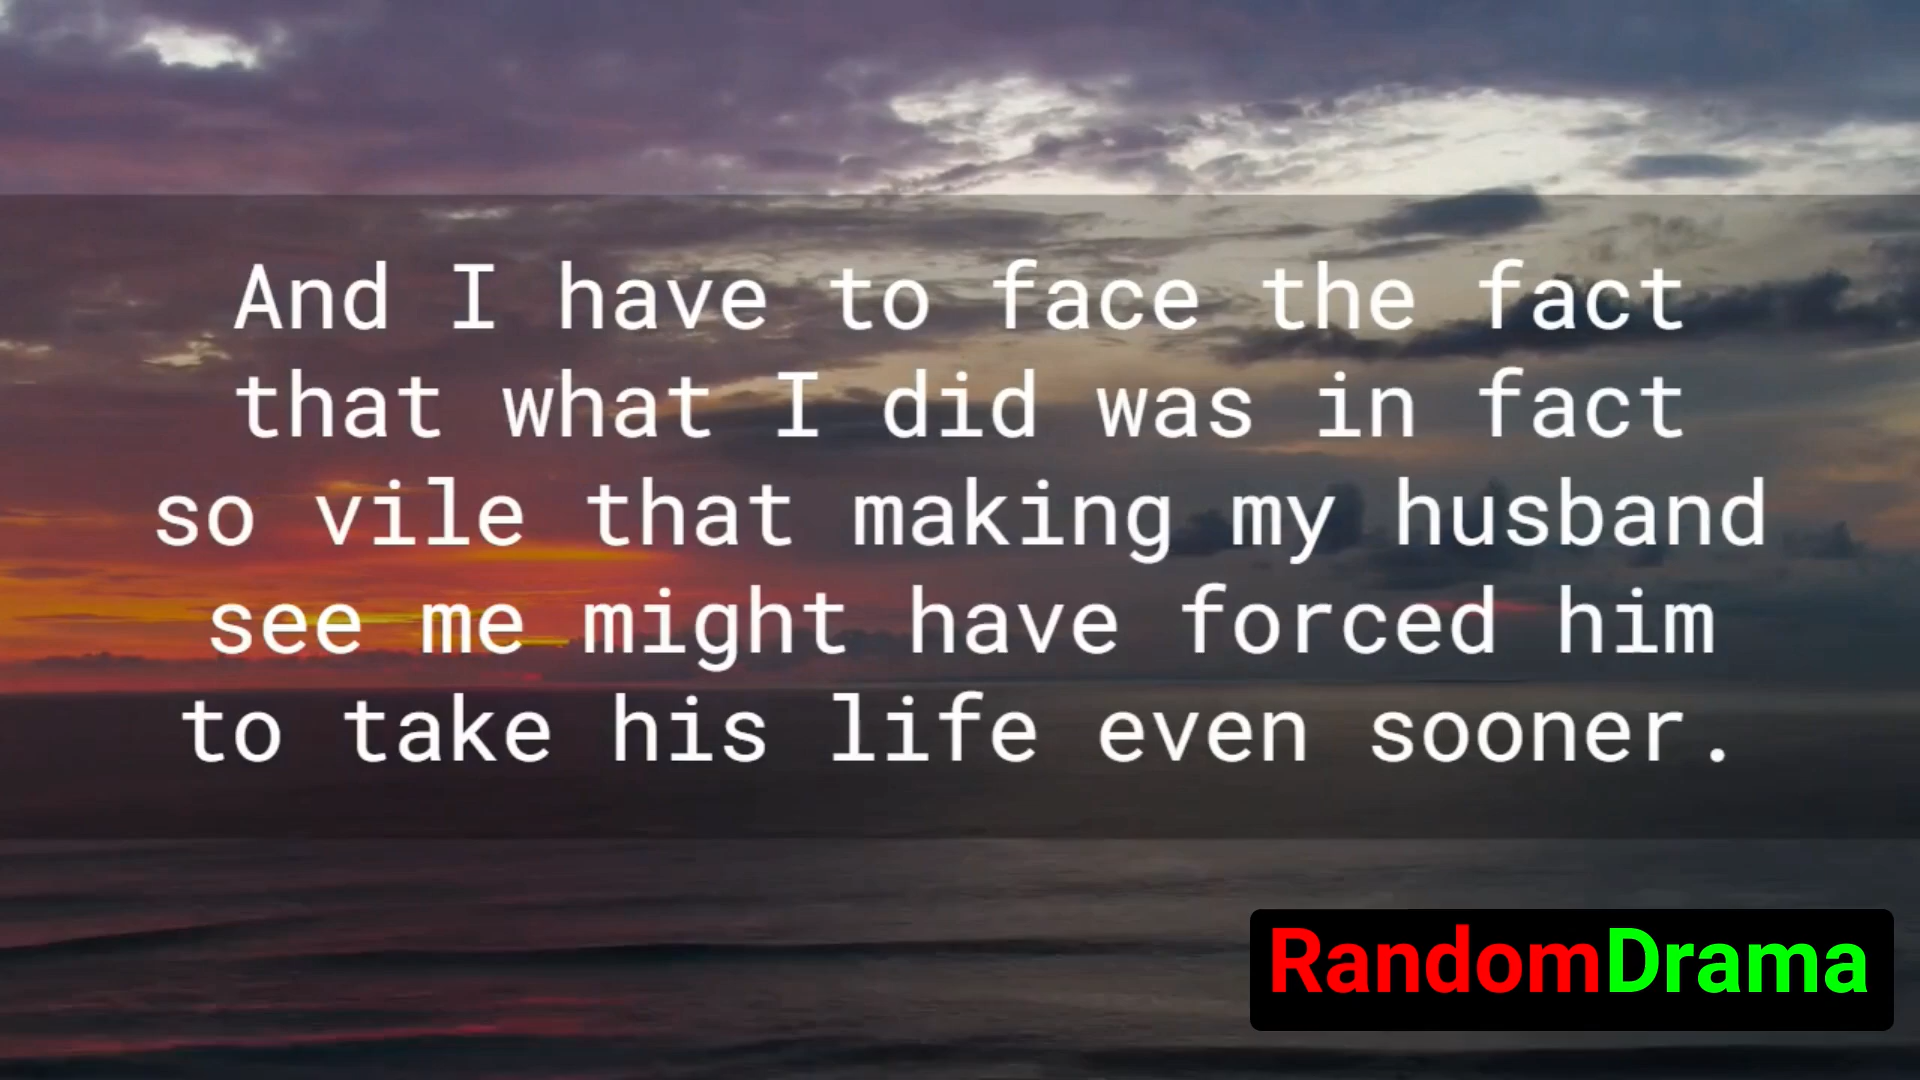 And I have to face the fact
that what I did was in fact
so vile that making my husband
see me might have forced him
to take his life even sooner.
RandomDrama